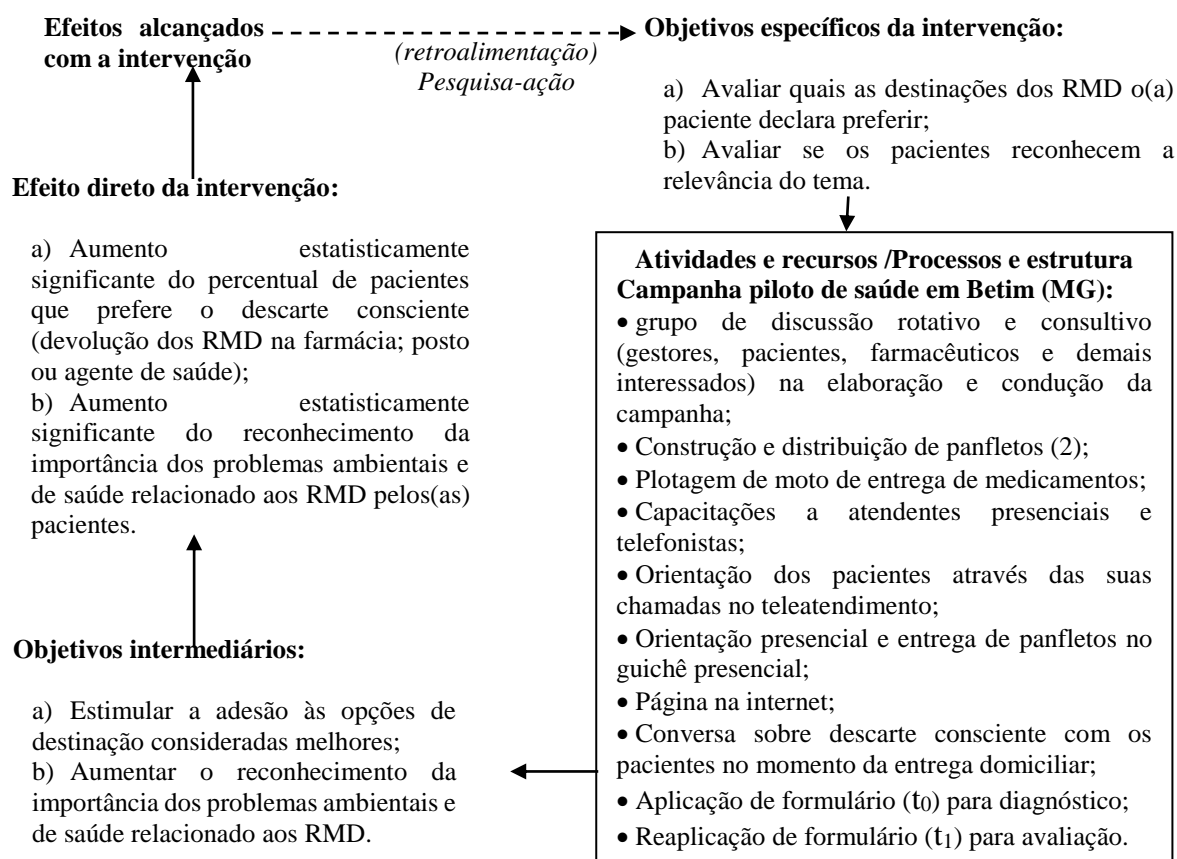 Efeitos alcançados
com a intervenção
(retroalimentação)
Pesquisa-ação
Objetivos específicos da intervenção:
a) Avaliar quais as destinações dos RMD o(a)
paciente declara preferir;
b) Avaliar se os pacientes reconhecem a
relevância do tema.
Atividades e recursos /Processos e estrutura
Campanha piloto de saúde em Betim (MG):
• grupo de discussão rotativo e consultivo
(gestores, pacientes, farmacêuticos e demais
interessados) na elaboração e condução da
campanha;
• Construção e distribuição de panfletos (2);
• Plotagem de moto de entrega de medicamentos;
• Capacitações a atendentes presenciais e
telefonistas;
• Orientação dos pacientes através das suas
chamadas no teleatendimento;
• Orientação presencial e entrega de panfletos no
guichê presencial;
• Página na internet;
• Conversa sobre descarte consciente com os
pacientes no momento da entrega domiciliar;
• Aplicação de formulário (t0) para diagnóstico;
• Reaplicação de formulário (t1) para avaliação.
Objetivos intermediários:
a) Estimular a adesão às opções de
destinação consideradas melhores;
b) Aumentar o reconhecimento da
importância dos problemas ambientais e
de saúde relacionado aos RMD.
Efeito direto da intervenção:
a) Aumento estatisticamente
significante do percentual de pacientes
que prefere o descarte consciente
(devolução dos RMD na farmácia; posto
ou agente de saúde);
b) Aumento estatisticamente
significante do reconhecimento da
importância dos problemas ambientais e
de saúde relacionado aos RMD pelos(as)
pacientes.